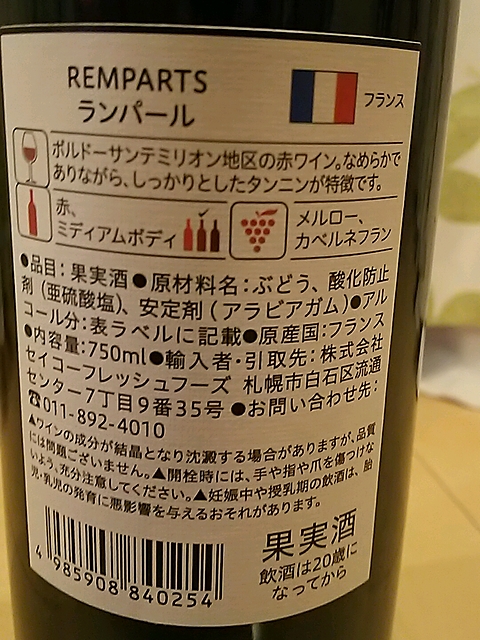 REMPARTS
ランパール
フランス
ボルドーサンテミリオン地区の赤ワイン。なめらかで
ありながら、しっかりとしたタンニンが特徴です。
赤、
ミディアムボディ
メルロー、
カベルネフラン
●品目：果実酒●原材料名：ぶどう、酸化防止
剤（亜硫酸塩）、安定剤（アラビアガム）●アル
コール分：表ラベルに記載●原産国：フランス
●内容量：750ml●輸入者・引取先：株式会社
セイコーフレッシュフーズ 札幌市白石区流通
センター7丁目9番35号 ●お問い合わせ先：
☎011-892-4010
▲ワインの成分が結晶となり沈澱する場合がありますが、品質
には問題ございません。▲開栓時には、手や指や爪を傷つけな
いよう、充分注意してください。▲妊娠中や授乳期の飲酒は、胎
児・乳児の発育に悪影響を与えるおそれがあります。
果実酒
飲酒は20歳に
なってから
4 985908 840254